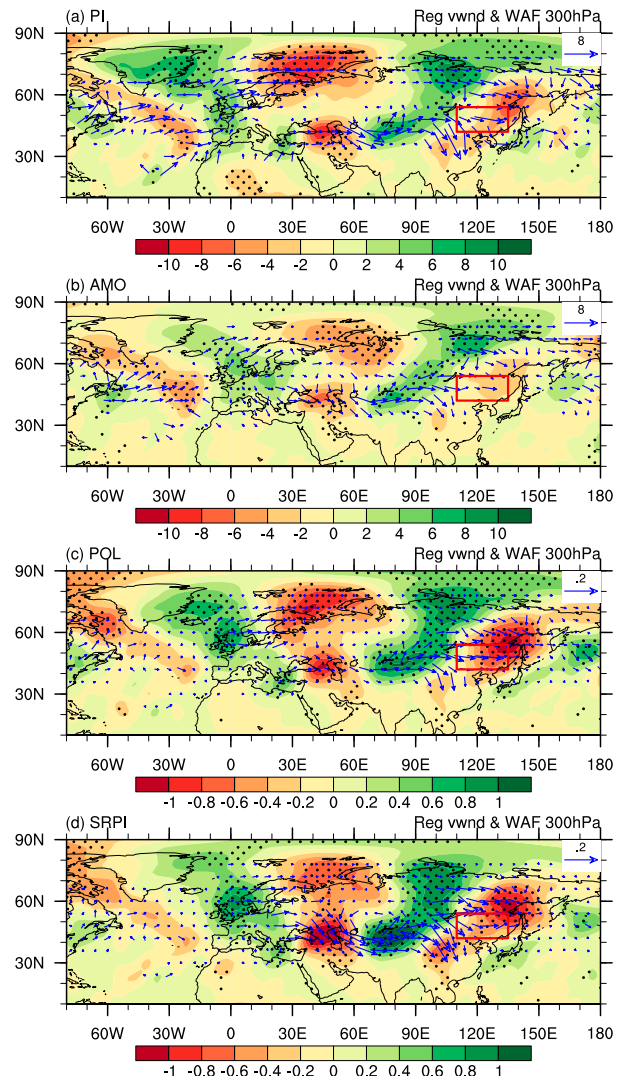 (a) PI Reg vwnd & WAF 300hPa
90N
8
60N
30N
60W 30W 0 30E 60E 90E 120E 150E 180
-10 -8 -6 -4 -2 0 2 4 6 8 10
(b) AMO Reg vwnd & WAF 300hPa
90N
8
60N
30N
60W 30W 0 30E 60E 90E 120E 150E 180
-10 -8 -6 -4 -2 0 2 4 6 8 10
(c) POL Reg vwnd & WAF 300hPa
90N
.2
60N
30N
60W 30W 0 30E 60E 90E 120E 150E 180
-1 -0.8 -0.6 -0.4 -0.2 0 0.2 0.4 0.6 0.8 1
(d) SRPI Reg vwnd & WAF 300hPa
90N
.2
60N
30N
60W 30W 0 30E 60E 90E 120E 150E 180
-1 -0.8 -0.6 -0.4 -0.2 0 0.2 0.4 0.6 0.8 1